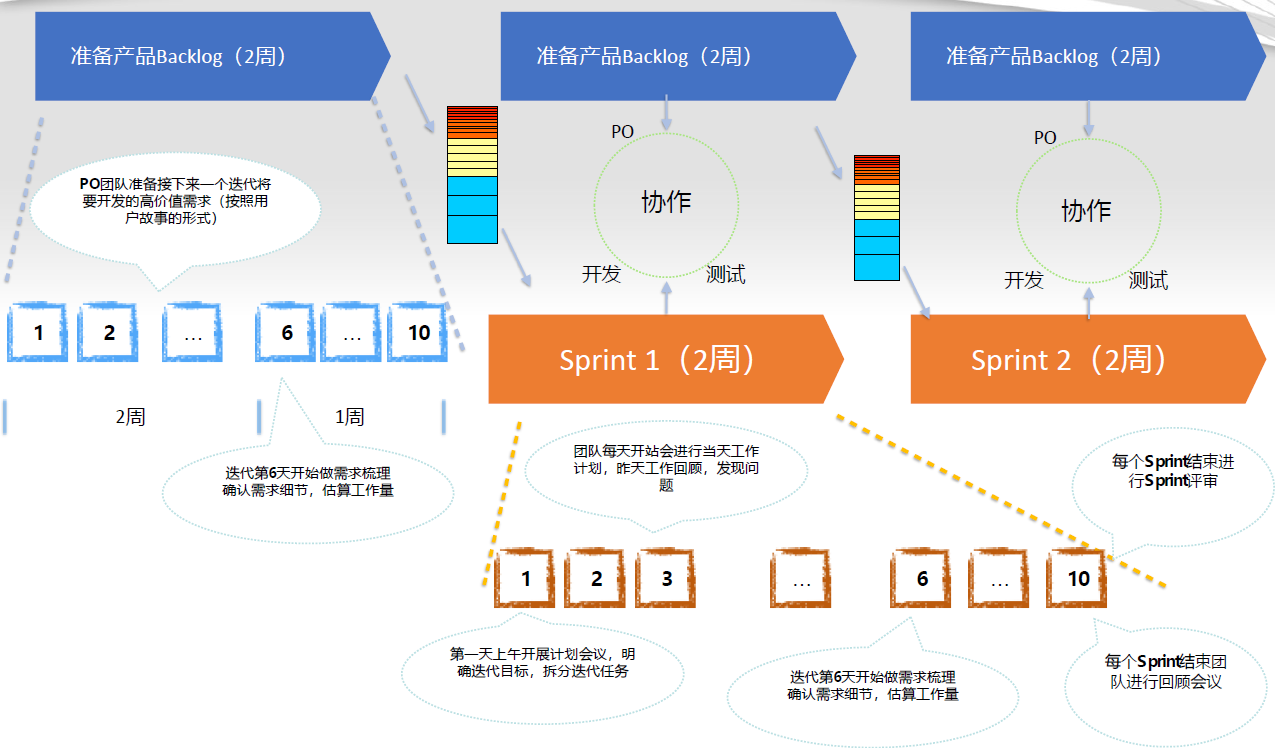 准备产品Backlog（2周）
准备产品Backlog（2周）
准备产品Backlog（2周）
PO
协作
开发
测试
PO
协作
开发
测试
PO团队准备接下来一个迭代将
要开发的高价值需求（按照用
户故事的形式）
1
2
…
6
…
10
2周
1周
迭代第6天开始做需求梳理
确认需求细节，估算工作量
Sprint 1（2周）
Sprint 2（2周）
团队每天开站会进行当天工作
计划，昨天工作回顾，发现问
题
每个Sprint结束进
行Sprint评审
1
2
3
…
6
…
10
第一天上午开展计划会议，明
确迭代目标，拆分迭代任务
迭代第6天开始做需求梳理
确认需求细节，估算工作量
每个Sprint结束团
队进行回顾会议